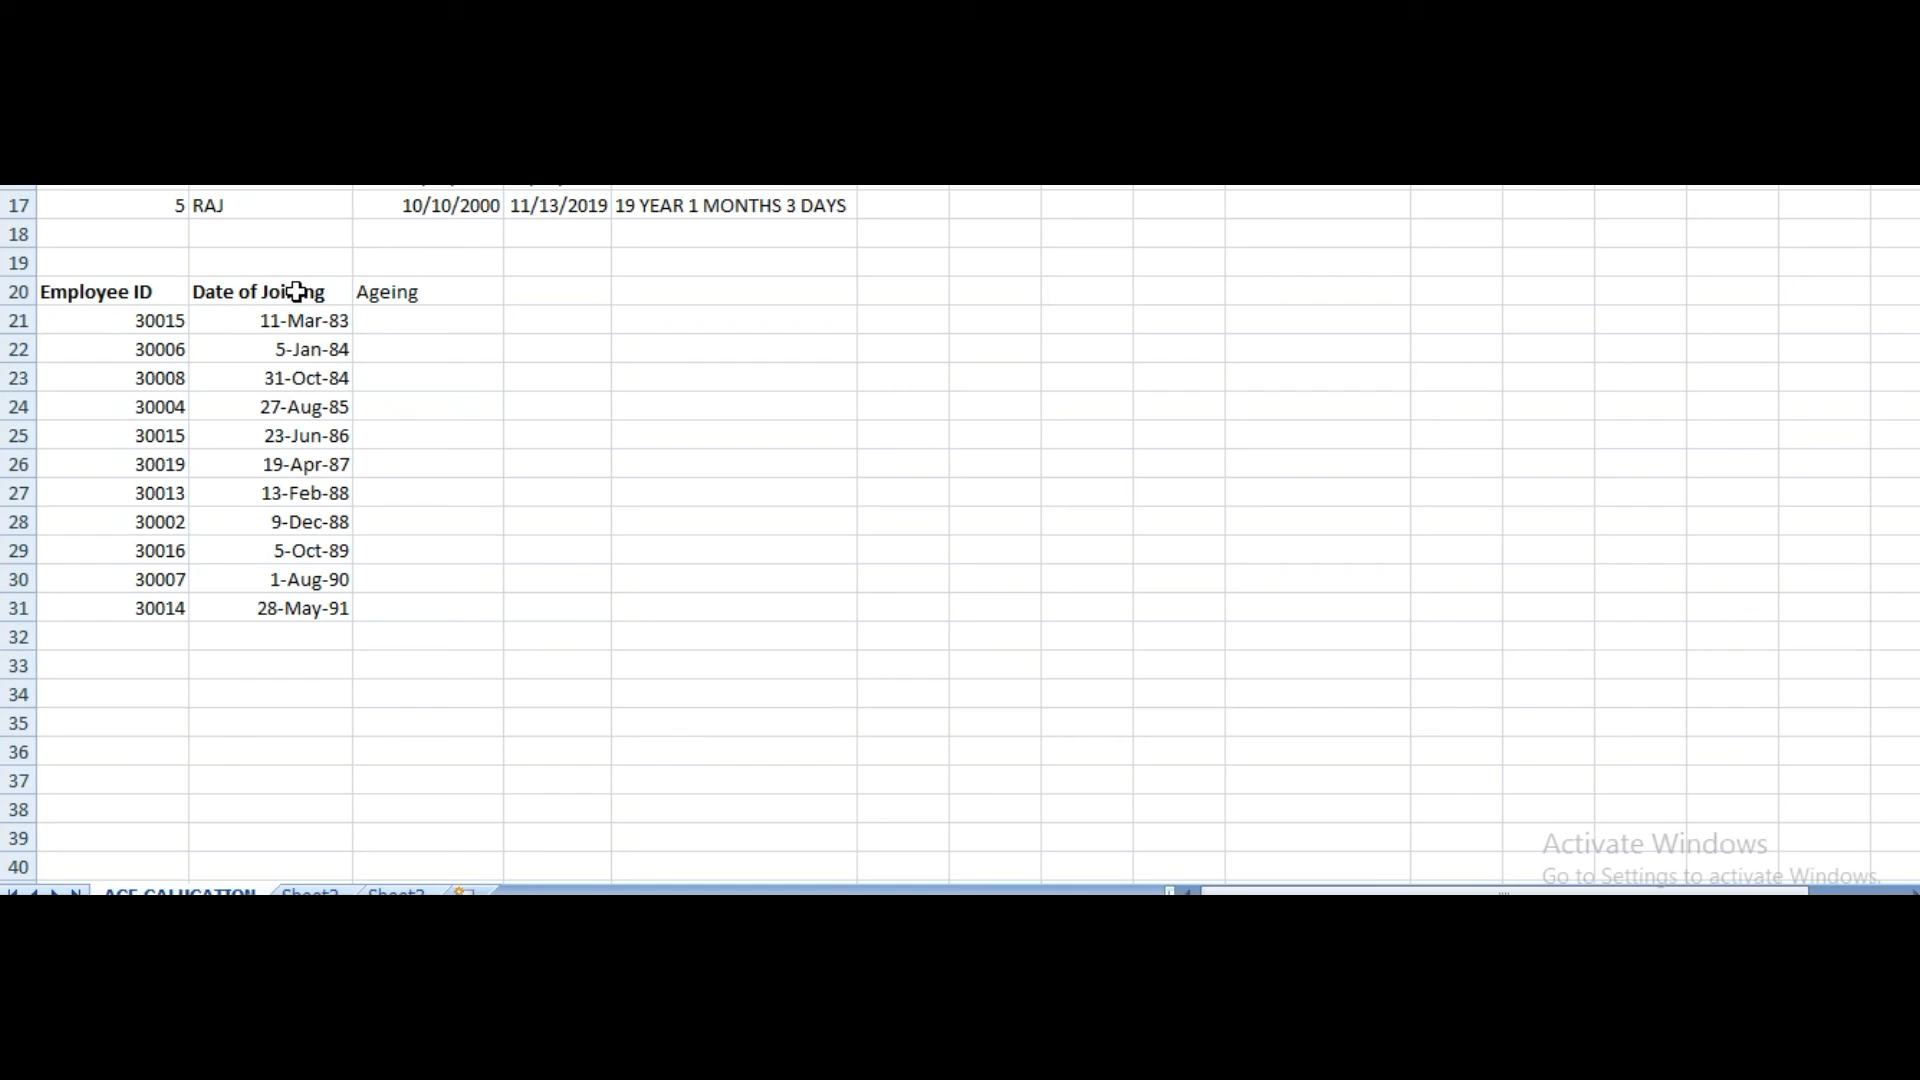 17 5 RAJ 10/10/2000 11/13/2019 19 YEAR 1 MONTHS 3 DAYS
18
19
20 Employee ID Date of Joining Ageing
21 30015 11-Mar-83
22 30006 5-Jan-84
23 30008 31-Oct-84
24 30004 27-Aug-85
25 30015 23-Jun-86
26 30019 19-Apr-87
27 30013 13-Feb-88
28 30002 9-Dec-88
29 30016 5-Oct-89
30 30007 1-Aug-90
31 30014 28-May-91
32
33
34
35
36
37
38
39
40
Activate Windows
Go to Settings to activate Windows.
AGE CALUCATION Sheet2 Sheet3